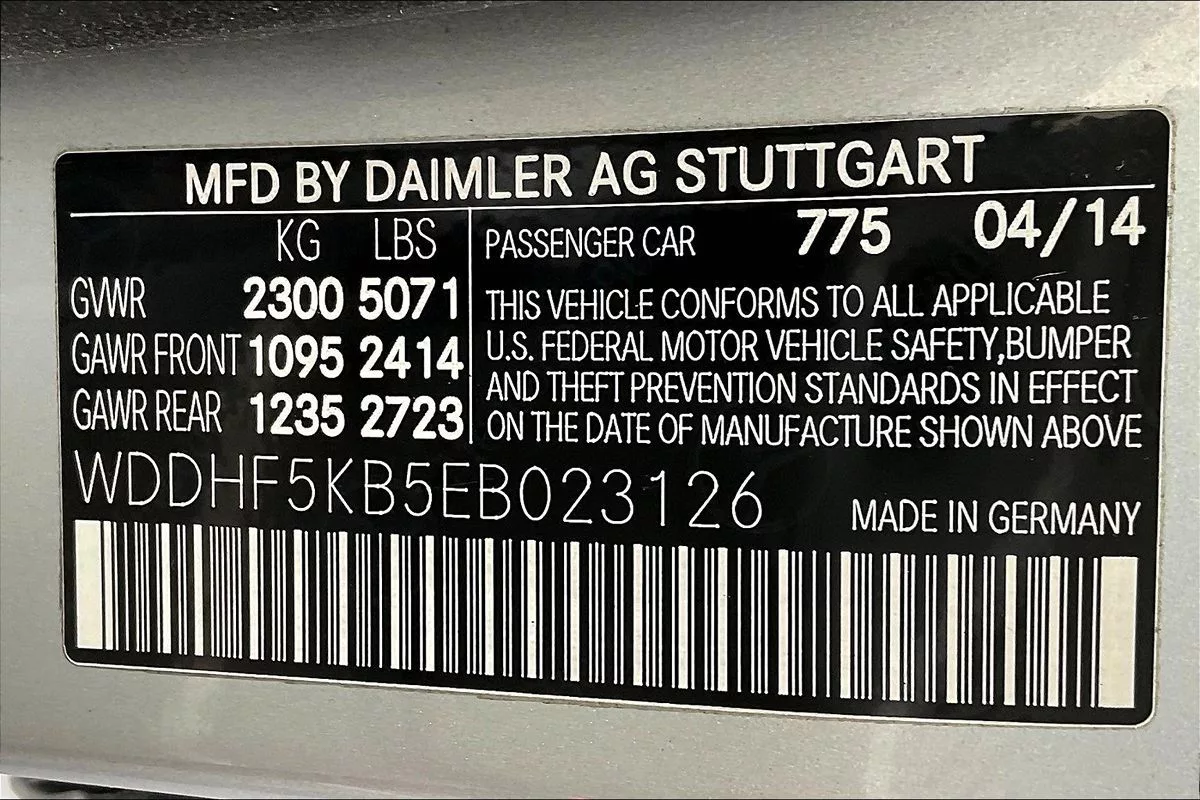 MFD BY DAIMLER AG STUTTGART
KG LBS
GVWR 2300 5071
GAWR FRONT 1095 2414
GAWR REAR 1235 2723
PASSENGER CAR 775 04/14
THIS VEHICLE CONFORMS TO ALL APPLICABLE
U.S. FEDERAL MOTOR VEHICLE SAFETY,BUMPER
AND THEFT PREVENTION STANDARDS IN EFFECT
ON THE DATE OF MANUFACTURE SHOWN ABOVE
WDDHF5KB5EB023126
MADE IN GERMANY